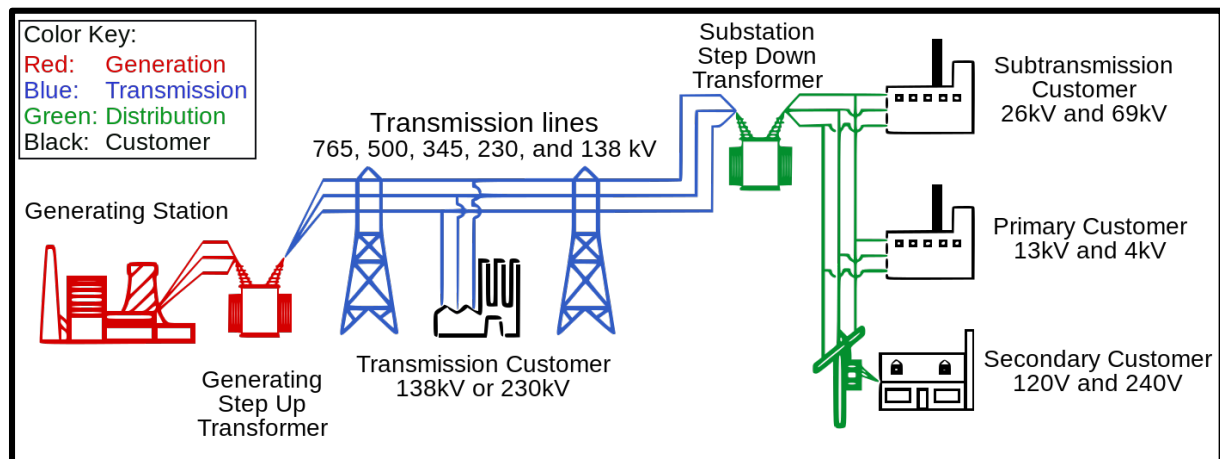 Color Key:
Red: Generation
Blue: Transmission
Green: Distribution
Black: Customer
Generating Station
Generating
Step Up
Transformer
Transmission lines
765, 500, 345, 230, and 138 kV
Transmission Customer
138kV or 230kV
Substation
Step Down
Transformer
Subtransmission
Customer
26kV and 69kV
Primary Customer
13kV and 4kV
Secondary Customer
120V and 240V